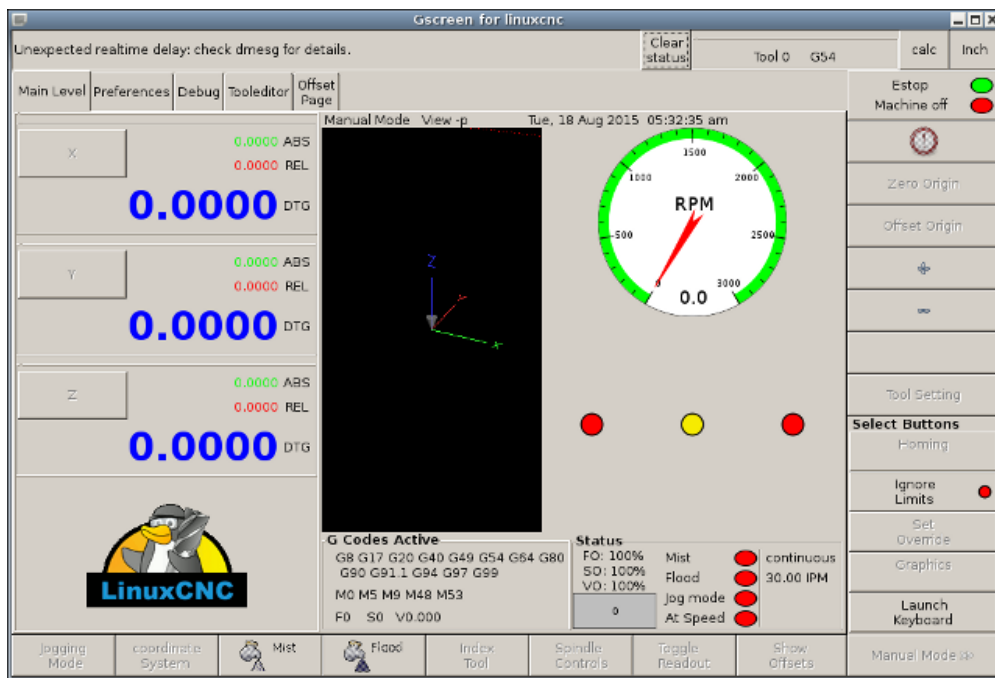 Gscreen for linuxcnc
Unexpected realtime delay: check dmesg for details.
Clear
status
Tool 0 G54
calc
Inch
Main Level
Preferences
Debug
Tooleditor
Offset
Page
Estop
Machine off
Manual Mode View -p Tue, 18 Aug 2015 05:32:35 am
X
0.0000 ABS
0.0000 REL
0.0000 DTG
Y
0.0000 ABS
0.0000 REL
0.0000 DTG
Z
0.0000 ABS
0.0000 REL
0.0000 DTG
LinuxCNC
Z
Y
X
1500
1000
2000
RPM
500
2500
0
3000
0.0
Zero Origin
Offset Origin
Tool Setting
Select Buttons
Homing
Ignore
Limits
Set
Override
Graphics
Launch
Keyboard
Manual Mode >>
G Codes Active
G8 G17 G20 G40 G49 G54 G64 G80
G90 G91.1 G94 G97 G99
M0 M5 M9 M48 M53
F0 S0 V0.000
Status
FO: 100%
SO: 100%
VO: 100%
0
Mist
Flood
Jog mode
At Speed
continuous
30.00 IPM
Jogging
Mode
coordinate
System
Mist
Flood
Index
Tool
Spindle
Controls
Toggle
Readout
Show
Offsets